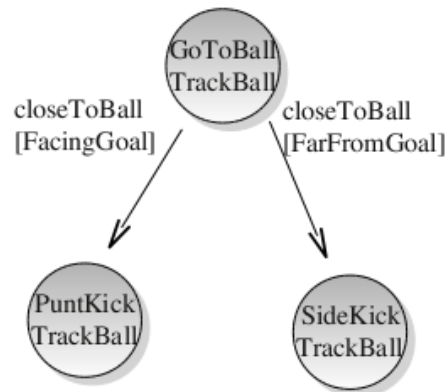 GoToBall
TrackBall
closeToBall
[FacingGoal]
closeToBall
[FarFromGoal]
PuntKick
TrackBall
SideKick
TrackBall